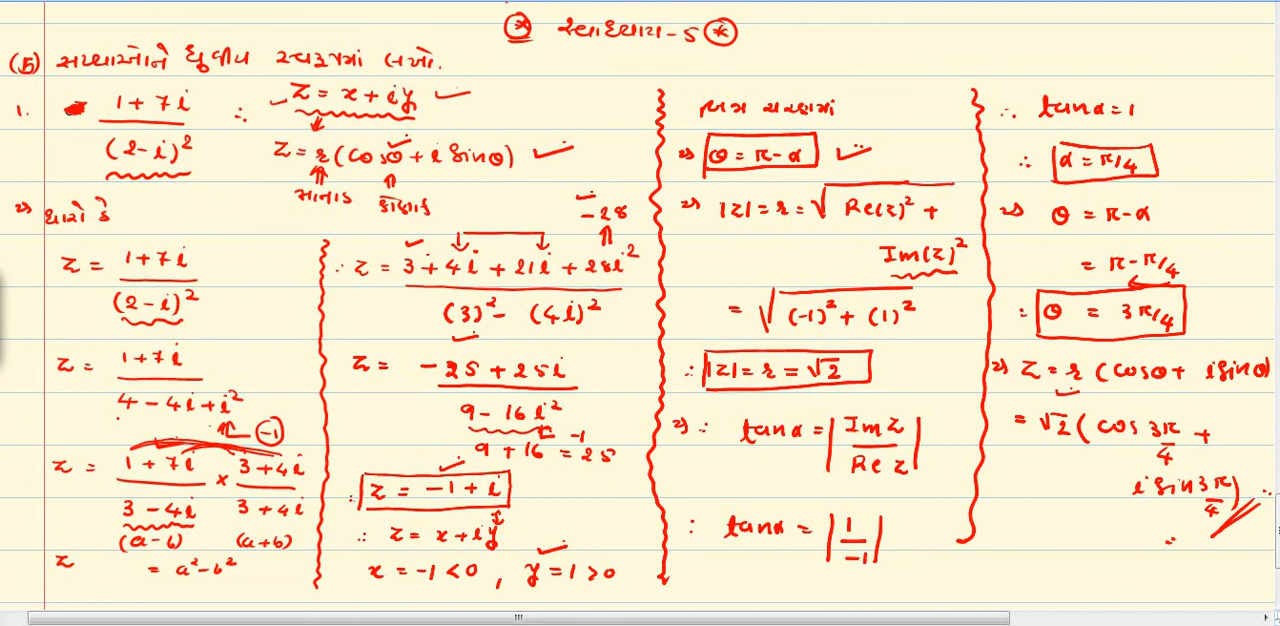 * સ્વાધ્યાય-5 *
(5) સંખ્યાઓને ધ્રુવીય સ્વરૂપમાં લખો.
1. 1 + 7i / (2 - i)² ∴ z = x + iy
z = r (cosθ + i sinθ)
માનાંક કોણાંક
⇒ ધારો કે
z = 1 + 7i / (2 - i)²
z = 1 + 7i / 4 - 4i + i²
(-1)
z = 1 + 7i / 3 - 4i × 3 + 4i / 3 + 4i
(a - b) (a + b)
z = a² - b²
-28
∴ z = 3 + 4i + 21i + 28i² / (3)² - (4i)²
z = -25 + 25i / 9 - 16i²
-1
9 + 16 = 25
∴ z = -1 + i
∴ z = x + iy
x = -1 < 0 , y = 1 > 0
ચરણમાં
⇒ θ = π - α
⇒ |z| = r = √Re(z)² +
Im(z)²
= √(-1)² + (1)²
∴ |z| = r = √2
⇒ ∴ tanα = |Im z / Re z|
∴ tanα = |1 / -1|
∴ tanα = 1
∴ α = π/4
⇒ θ = π - α
= π - π/4
∴ θ = 3π/4
⇒ z = r (cosθ + i sinθ)
= √2 (cos 3π/4 +
i sin 3π/4)